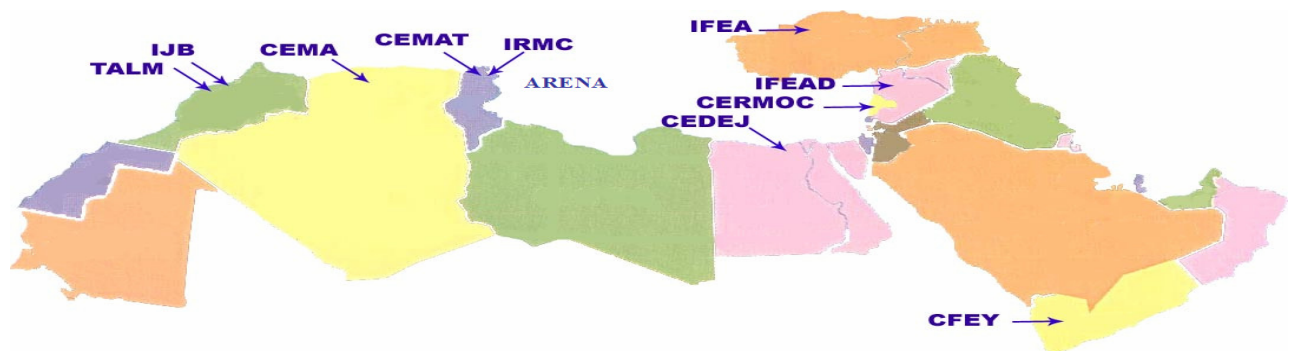 IFEA
CEMAT
IRMC
IJB
CEMA
TALM
ARENA
IFEAD
CERMOC
CEDEJ
CFEY